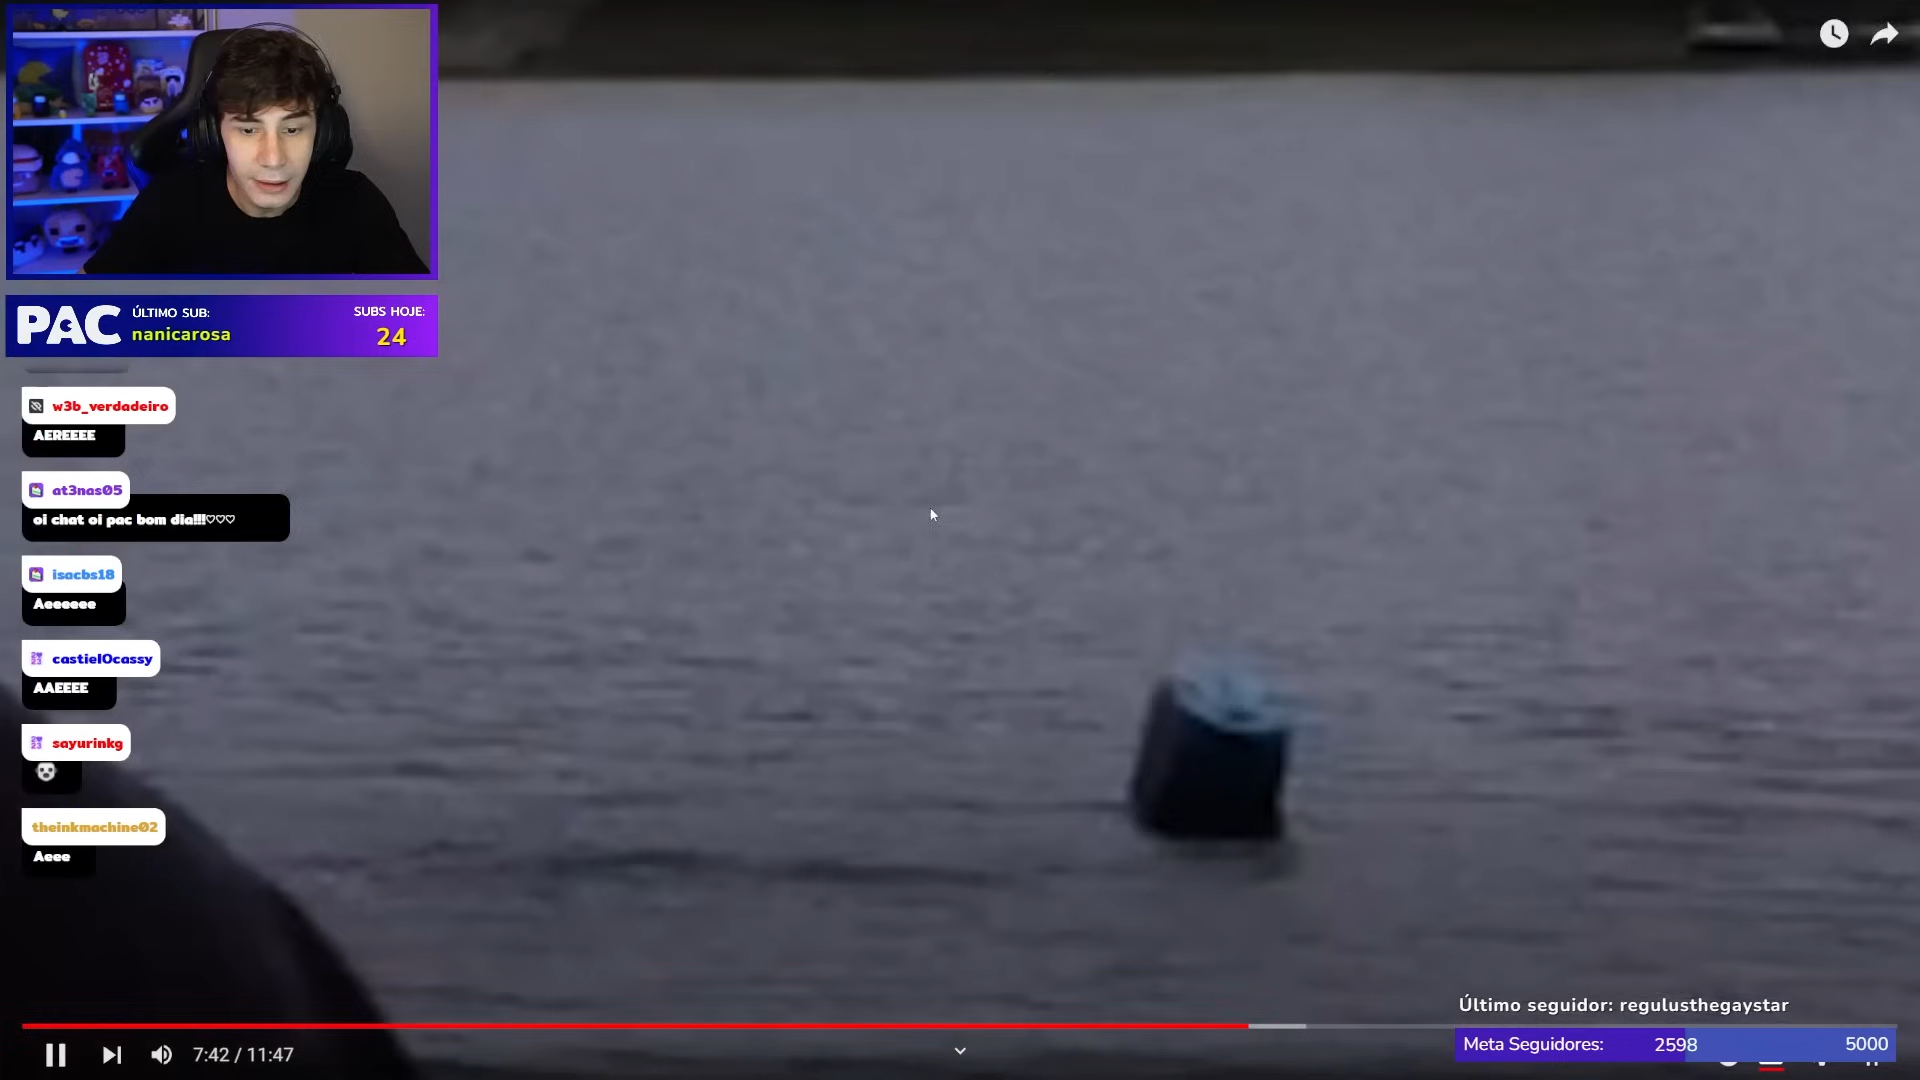 PAC
ÚLTIMO SUB:
nanicarosa
SUBS HOJE:
24
w3b_verdadeiro
AEREEEE
at3nas05
oi chat oi pac bom dia!!!♡♡♡
isacbs18
Aeeeeee
castiel0cassy
AAEEEE
sayurinkg
theinkmachine02
Aeee
Último seguidor: regulusthegaystar
Meta Seguidores: 2598 5000
7:42 / 11:47